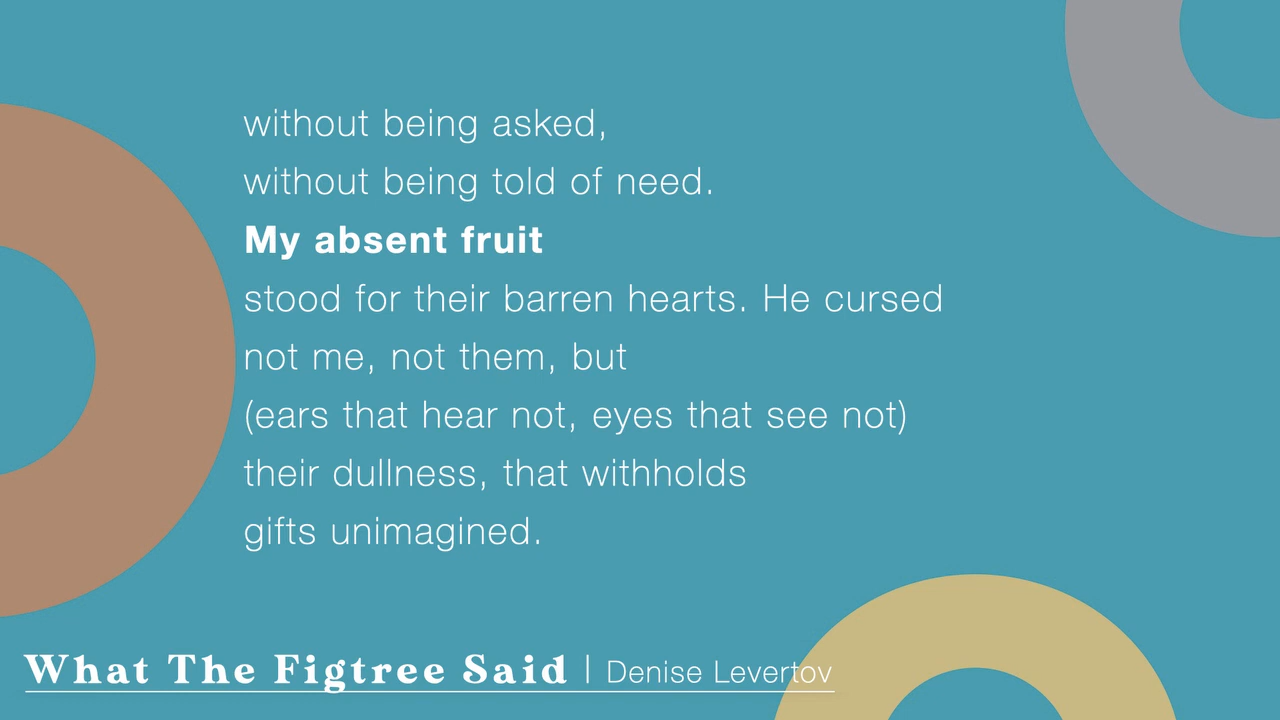 without being asked,
without being told of need.
My absent fruit
stood for their barren hearts. He cursed
not me, not them, but
(ears that hear not, eyes that see not)
their dullness, that withholds
gifts unimagined.
What The Figtree Said | Denise Levertov